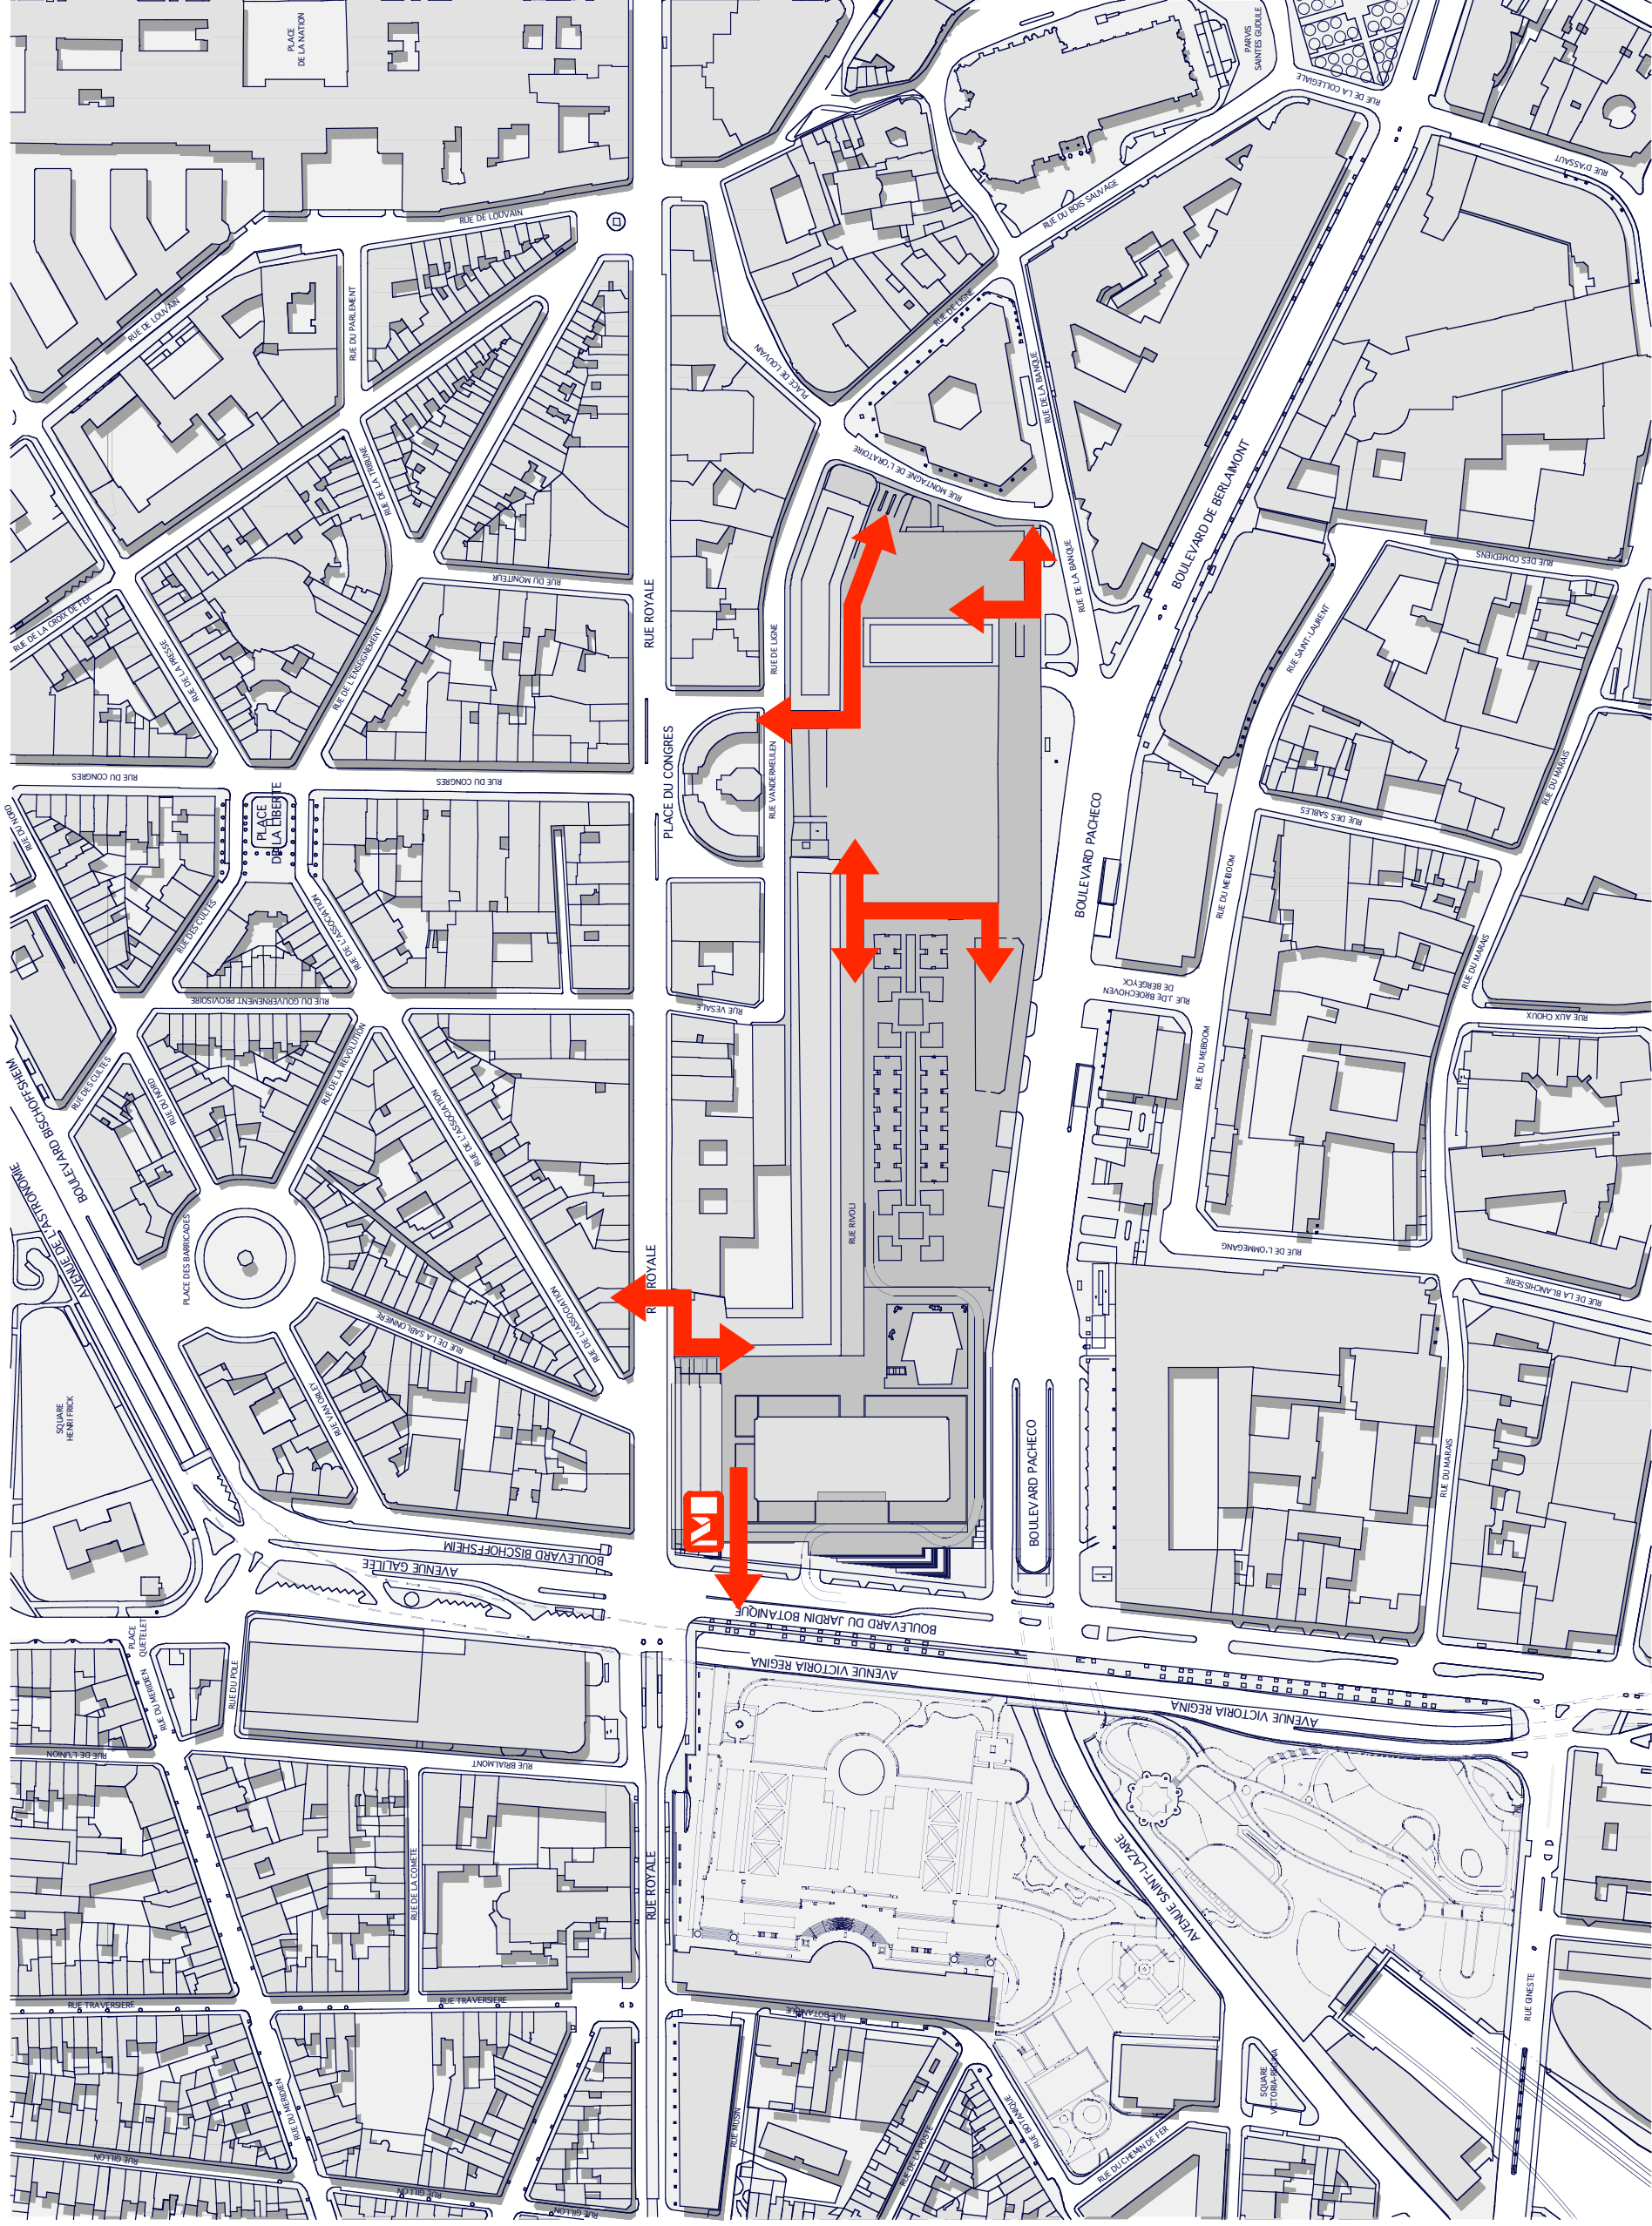 PLACE
DE LA NATION
PARVIS
SAINTES GUDULE
RUE DE LA COLLEGIALE
RUE D'ASSAUT
RUE DE LOUVAIN
RUE DU BOIS SAUVAGE
RUE DE LOUVAIN
RUE DU PARLEMENT
RUE DE LIGNE
PLACE DE LOUVAIN
RUE DE LA BANQUE
RUE DE LA TRIBUNE
RUE MONTAGNE DE L'ORATOIRE
BOULEVARD DE BERLAIMONT
RUE DES COMEDIENS
RUE DU MONITEUR
RUE DE LA BANQUE
RUE DE LA CROIX DE FER
RUE ROYALE
RUE DE LIGNE
RUE SAINT-LAURENT
RUE DE LA PRESSE
RUE DE L'ENSEIGNEMENT
PLACE DU CONGRES
RUE VANDERMEULEN
RUE DU CONGRES
RUE DU CONGRES
RUE DU MARAIS
RUE DU NORD
PLACE
DE LA LIBERTE
BOULEVARD PACHECO
RUE DES SABLES
RUE DU MEIBOOM
RUE DES CULTES
RUE DE L'ASSOCIATION
RUE DU MARAIS
RUE DU GOUVERNEMENT PROVISOIRE
RUE VESALE
RUE J.DE BROECHOVEN
DE BERGEYCK
RUE AUX CHOUX
BOULEVARD BISCHOFFSHEIM
RUE DES CULTES
RUE DU NORD
RUE DE LA REVOLUTION
RUE DE L'ASSOCIATION
RUE DU MEIBOOM
AVENUE DE L'ASTRONOMIE
PLACE DES BARRICADES
RUE RIVOLI
RUE DE L'OMMEGANG
RUE DE LA BLANCHISSERIE
ROYALE
RUE DE L'ASSOCIATION
RUE DE LA SABLONNIERE
SQUARE
HENRI FRICK
RUE VAN ORLEY
BOULEVARD PACHECO
RUE DU MARAIS
M
BOULEVARD BISCHOFFSHEIM
AVENUE GALILEE
BOULEVARD DU JARDIN BOTANIQUE
PLACE
QUETELET
AVENUE VICTORIA REGINA
AVENUE VICTORIA REGINA
RUE DU MERIDIEN
RUE DU POLE
RUE DE L'UNION
RUE BRIALMONT
RUE DE LA COMETE
RUE ROYALE
AVENUE SAINT-LAZARE
RUE GINESTE
RUE TRAVERSIERE
RUE TRAVERSIERE
RUE BOTANIQUE
RUE DU MERIDIEN
RUE MUSIN
RUE DE LA POSTE
RUE BOTANIQUE
RUE DU CHEMIN DE FER
SQUARE
VICTORIA-REGINA
RUE GILLON
RUE GILLON
RUE GILLON